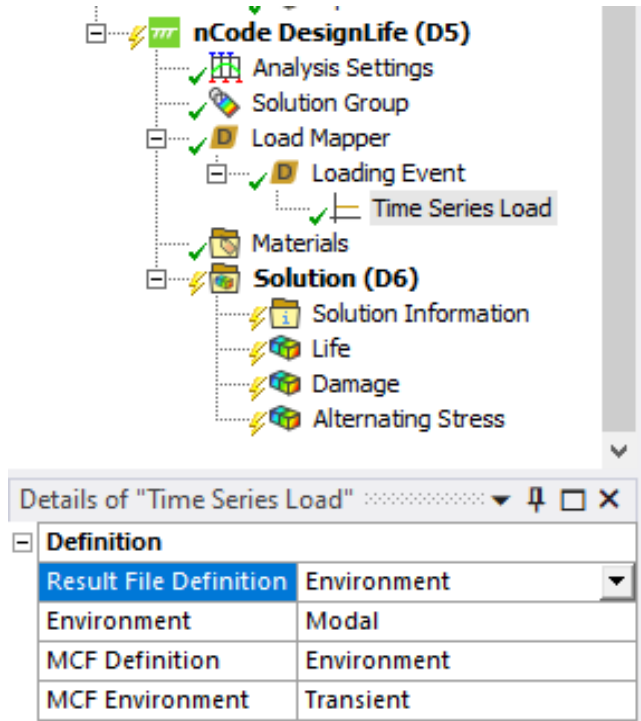 nCode DesignLife (D5)
Analysis Settings
Solution Group
D Load Mapper
D Loading Event
Time Series Load
Materials
Solution (D6)
Solution Information
Life
Damage
Alternating Stress
Details of "Time Series Load"
Definition
Result File Definition Environment
Environment Modal
MCF Definition Environment
MCF Environment Transient